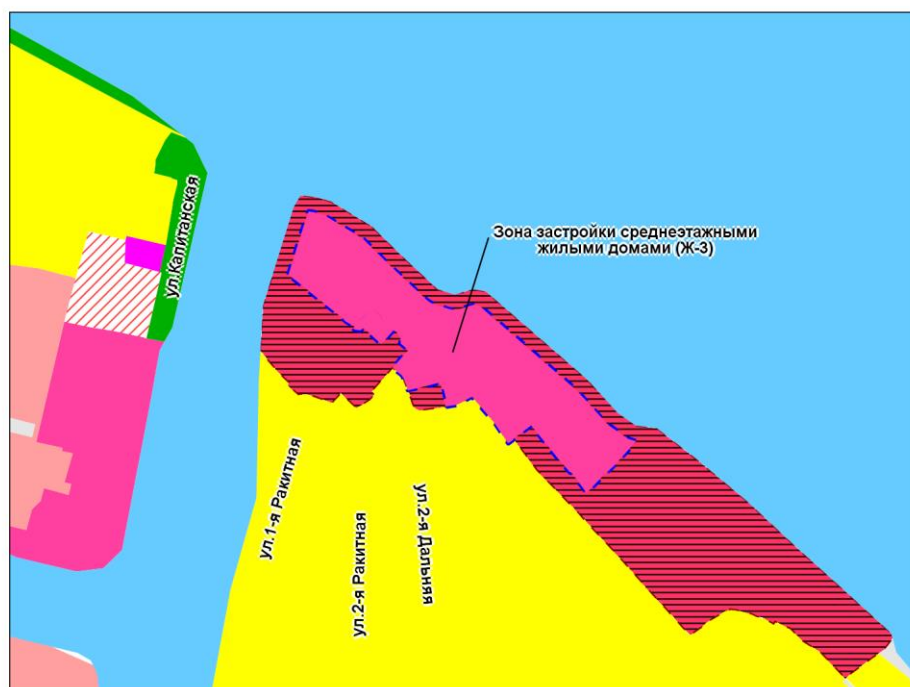 ул.Капитанская
Зона застройки среднеэтажными
жилыми домами (Ж-3)
ул.1-я Ракитная
ул.2-я Ракитная
ул.2-я Дальняя